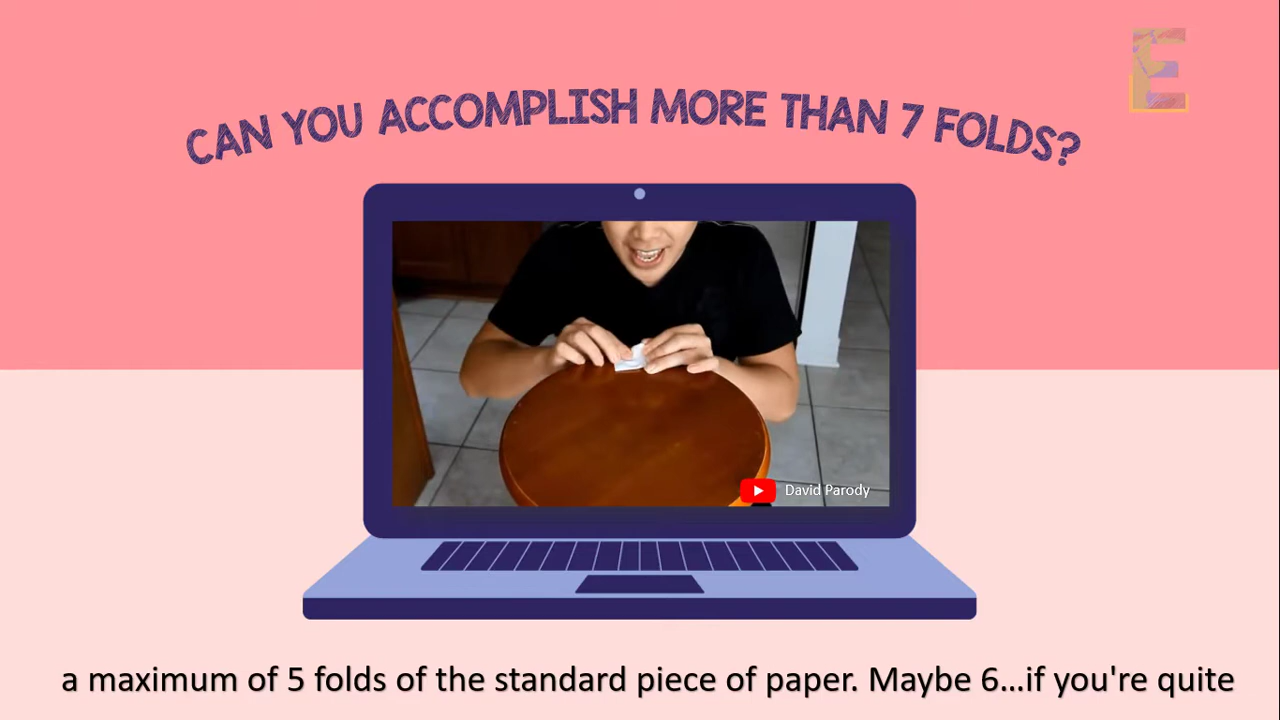 E
CAN YOU ACCOMPLISH MORE THAN 7 FOLDS?
David Parody
a maximum of 5 folds of the standard piece of paper. Maybe 6...if you're quite